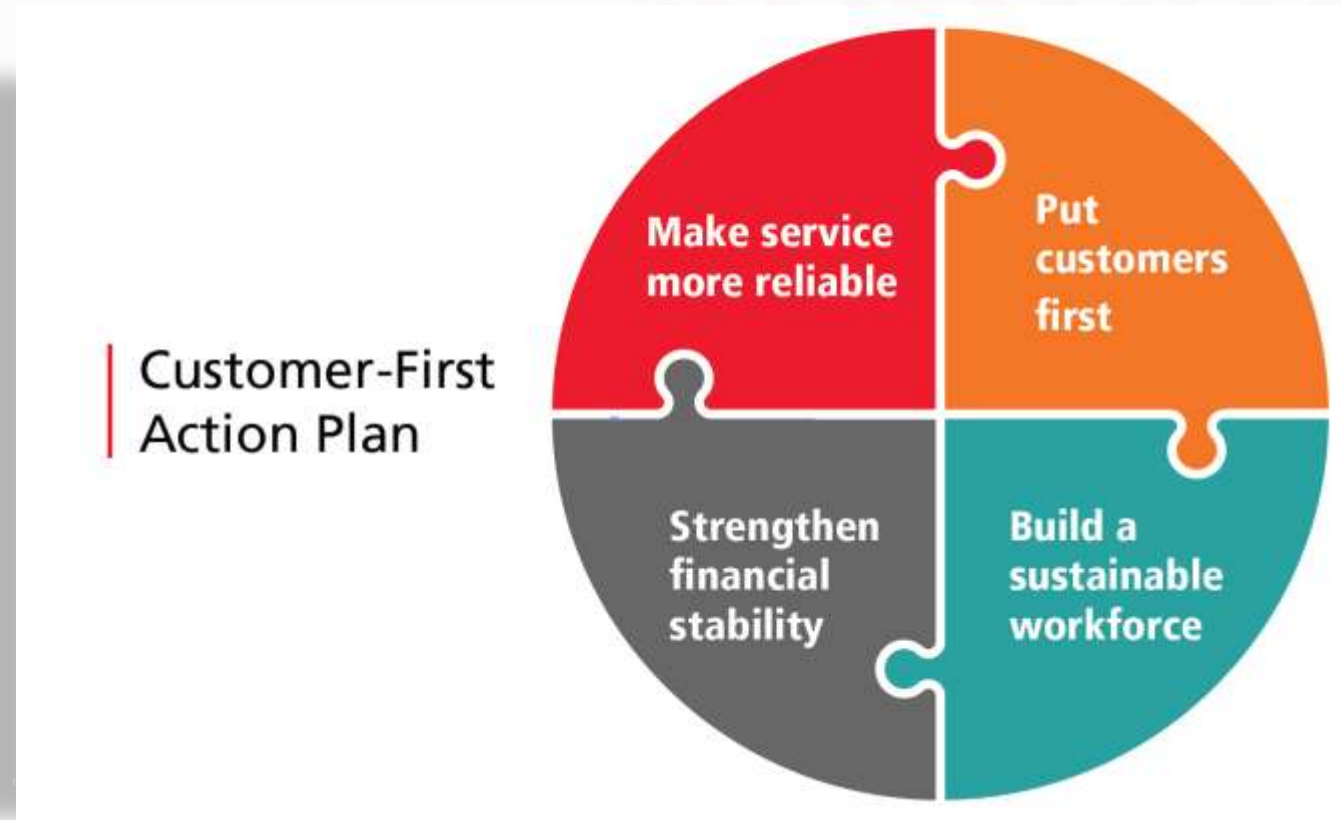 Customer-First
Action Plan
Make service
more reliable
Put
customers
first
Strengthen
financial
stability
Build a
sustainable
workforce